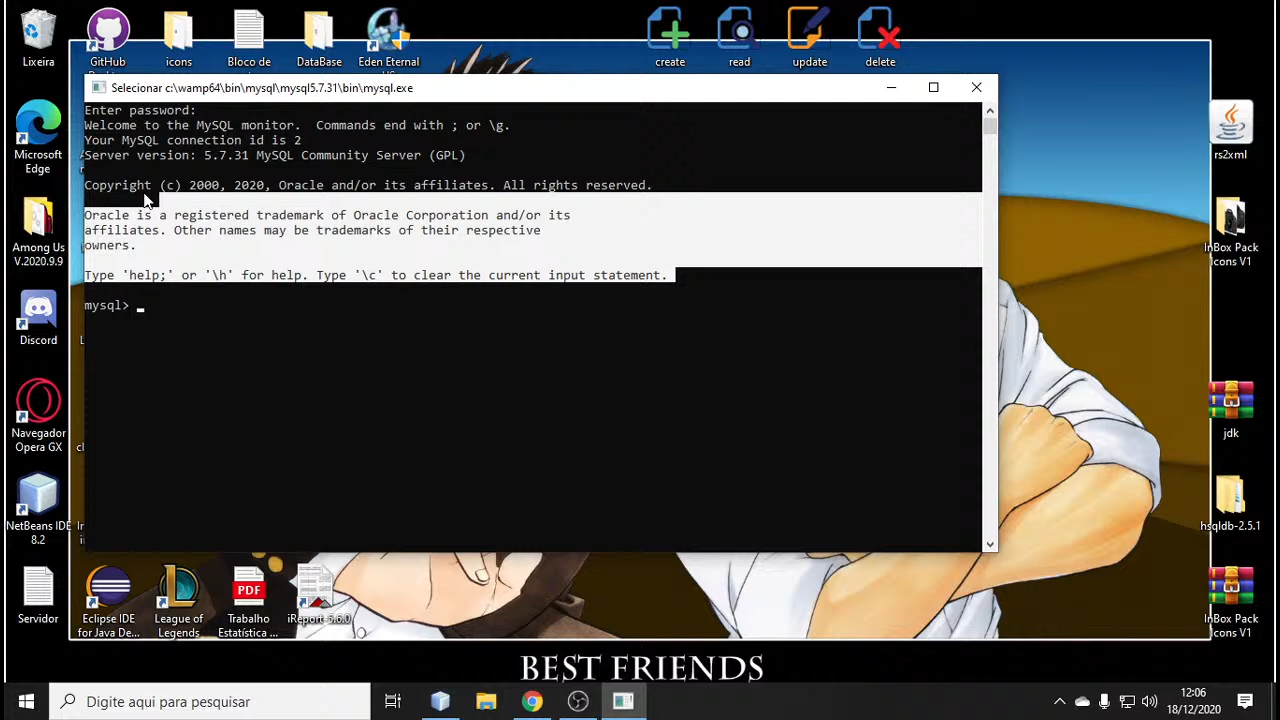 Lixeira
GitHub
icons
Bloco de
DataBase
Eden Eternal
create
read
update
delete
Selecionar c:\wamp64\bin\mysql\mysql5.7.31\bin\mysql.exe
Enter password:
Welcome to the MySQL monitor.  Commands end with ; or \g.
Your MySQL connection id is 2
Server version: 5.7.31 MySQL Community Server (GPL)
Copyright (c) 2000, 2020, Oracle and/or its affiliates. All rights reserved.
Oracle is a registered trademark of Oracle Corporation and/or its
affiliates. Other names may be trademarks of their respective
owners.
Type 'help;' or '\h' for help. Type '\c' to clear the current input statement.
mysql>
Microsoft
Edge
Among Us
V.2020.9.9
Discord
Navegador
Opera GX
NetBeans IDE
8.2
Servidor
Eclipse IDE
for Java De...
League of
Legends
PDF
Trabalho
Estatística ...
iReport-5.6.0
rs2xml
InBox Pack
Icons V1
jdk
hsqldb-2.5.1
InBox Pack
Icons V1
BEST FRIENDS
Digite aqui para pesquisar
12:06
18/12/2020